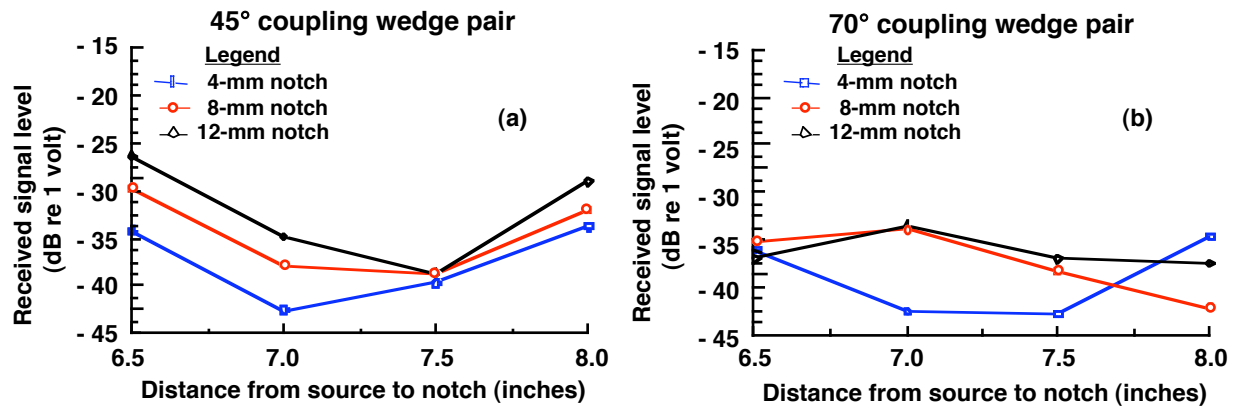 45° coupling wedge pair
Received signal level
(dB re 1 volt)
- 15
- 20
- 25
- 30
- 35
- 40
- 45
Legend
4-mm notch
8-mm notch
12-mm notch
(a)
6.5
7.0
7.5
8.0
Distance from source to notch (inches)
70° coupling wedge pair
Received signal level
(dB re 1 volt)
- 15
- 20
- 25
- 30
- 35
- 40
- 45
Legend
4-mm notch
8-mm notch
12-mm notch
(b)
6.5
7.0
7.5
8.0
Distance from source to notch (inches)